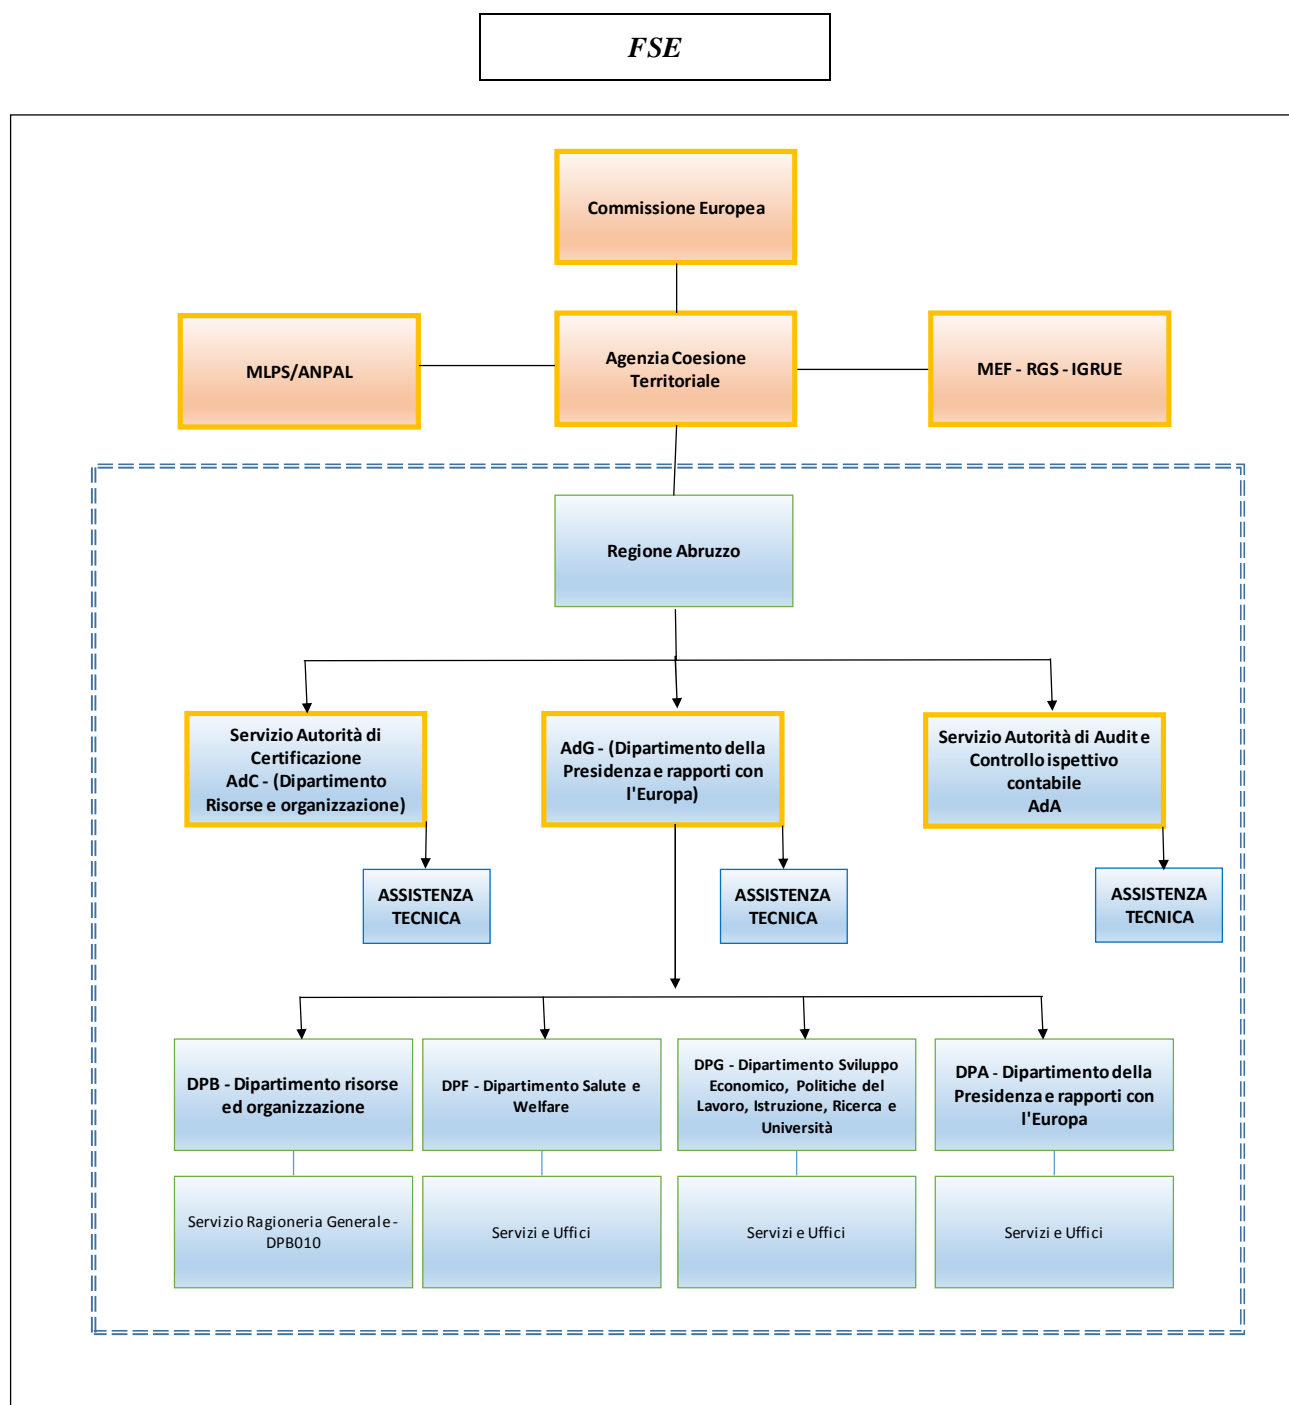 FSE
Commissione Europea
MLPS/ANPAL
Agenzia Coesione
Territoriale
MEF - RGS - IGRUE
Regione Abruzzo
Servizio Autorità di
Certificazione
AdC - (Dipartimento
Risorse e organizzazione)
AdG - (Dipartimento della
Presidenza e rapporti con
l'Europa)
Servizio Autorità di Audit e
Controllo ispettivo
contabile
AdA
ASSISTENZA
TECNICA
ASSISTENZA
TECNICA
ASSISTENZA
TECNICA
DPB - Dipartimento risorse
ed organizzazione
DPF - Dipartimento Salute e
Welfare
DPG - Dipartimento Sviluppo
Economico, Politiche del
Lavoro, Istruzione, Ricerca e
Università
DPA - Dipartimento della
Presidenza e rapporti con
l'Europa
Servizio Ragioneria Generale -
DPB010
Servizi e Uffici
Servizi e Uffici
Servizi e Uffici